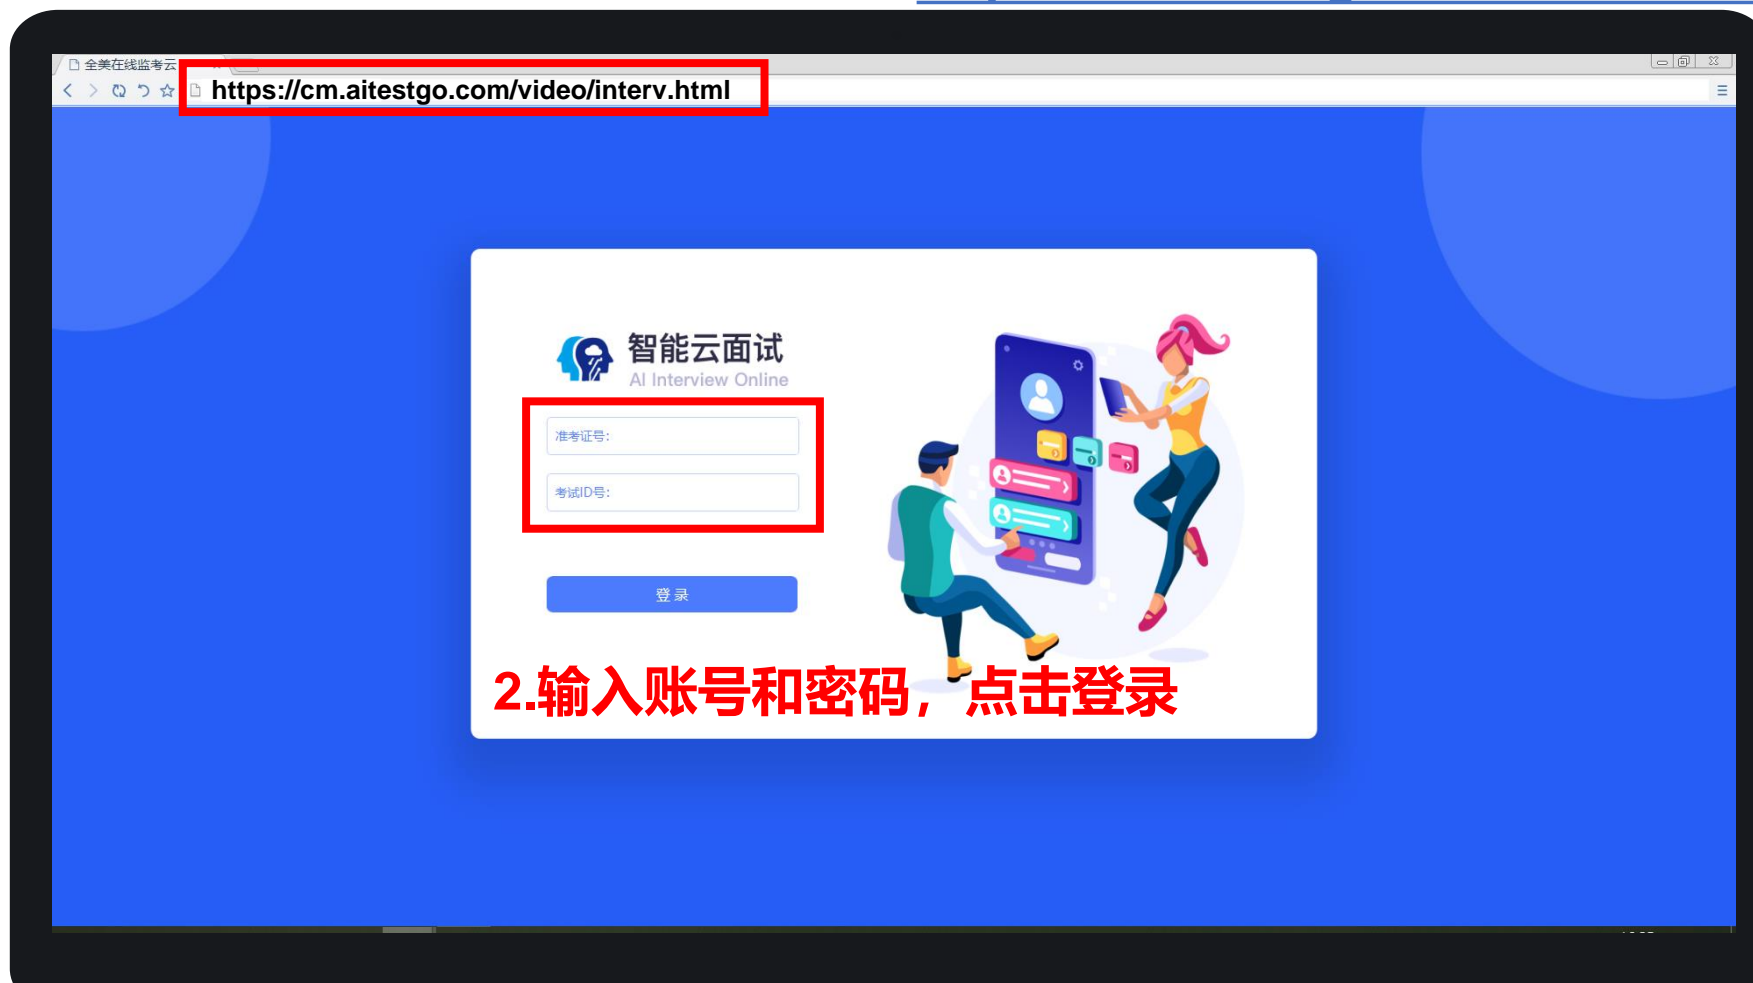 全美在线监考云
https://cm.aitestgo.com/video/interv.html
智能云面试
AI Interview Online
准考证号：
考试ID号：
登录
2.输入账号和密码，点击登录